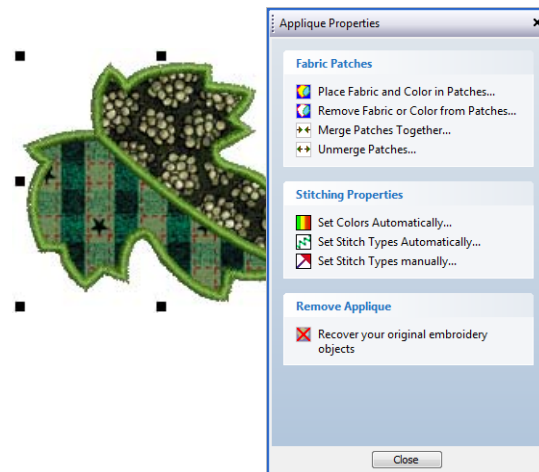 Applique Properties
Fabric Patches
Place Fabric and Color in Patches...
Remove Fabric or Color from Patches...
Merge Patches Together...
Unmerge Patches...
Stitching Properties
Set Colors Automatically...
Set Stitch Types Automatically...
Set Stitch Types manually...
Remove Applique
Recover your original embroidery
objects
Close